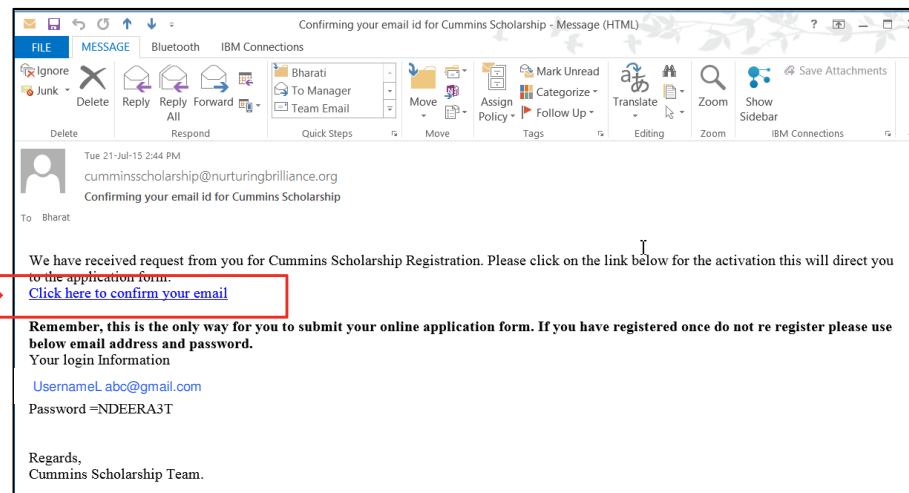 Confirming your email id for Cummins Scholarship - Message (HTML)
FILE MESSAGE Bluetooth IBM Connections
Ignore
Junk
Delete
Reply
Reply All
Forward
Bharati
To Manager
Team Email
Move
Assign Policy
Mark Unread
Categorize
Follow Up
Translate
Zoom
Show Sidebar
Save Attachments
Delete Respond Quick Steps Move Tags Editing Zoom IBM Connections
Tue 21-Jul-15 2:44 PM
cumminsscholarship@nurturingbrilliance.org
Confirming your email id for Cummins Scholarship
To Bharat
We have received request from you for Cummins Scholarship Registration. Please click on the link below for the activation this will direct you
to the application form.
Click here to confirm your email
Remember, this is the only way for you to submit your online application form. If you have registered once do not re register please use
below email address and password.
Your login Information
UsernameL abc@gmail.com
Password =NDEERA3T
Regards,
Cummins Scholarship Team.